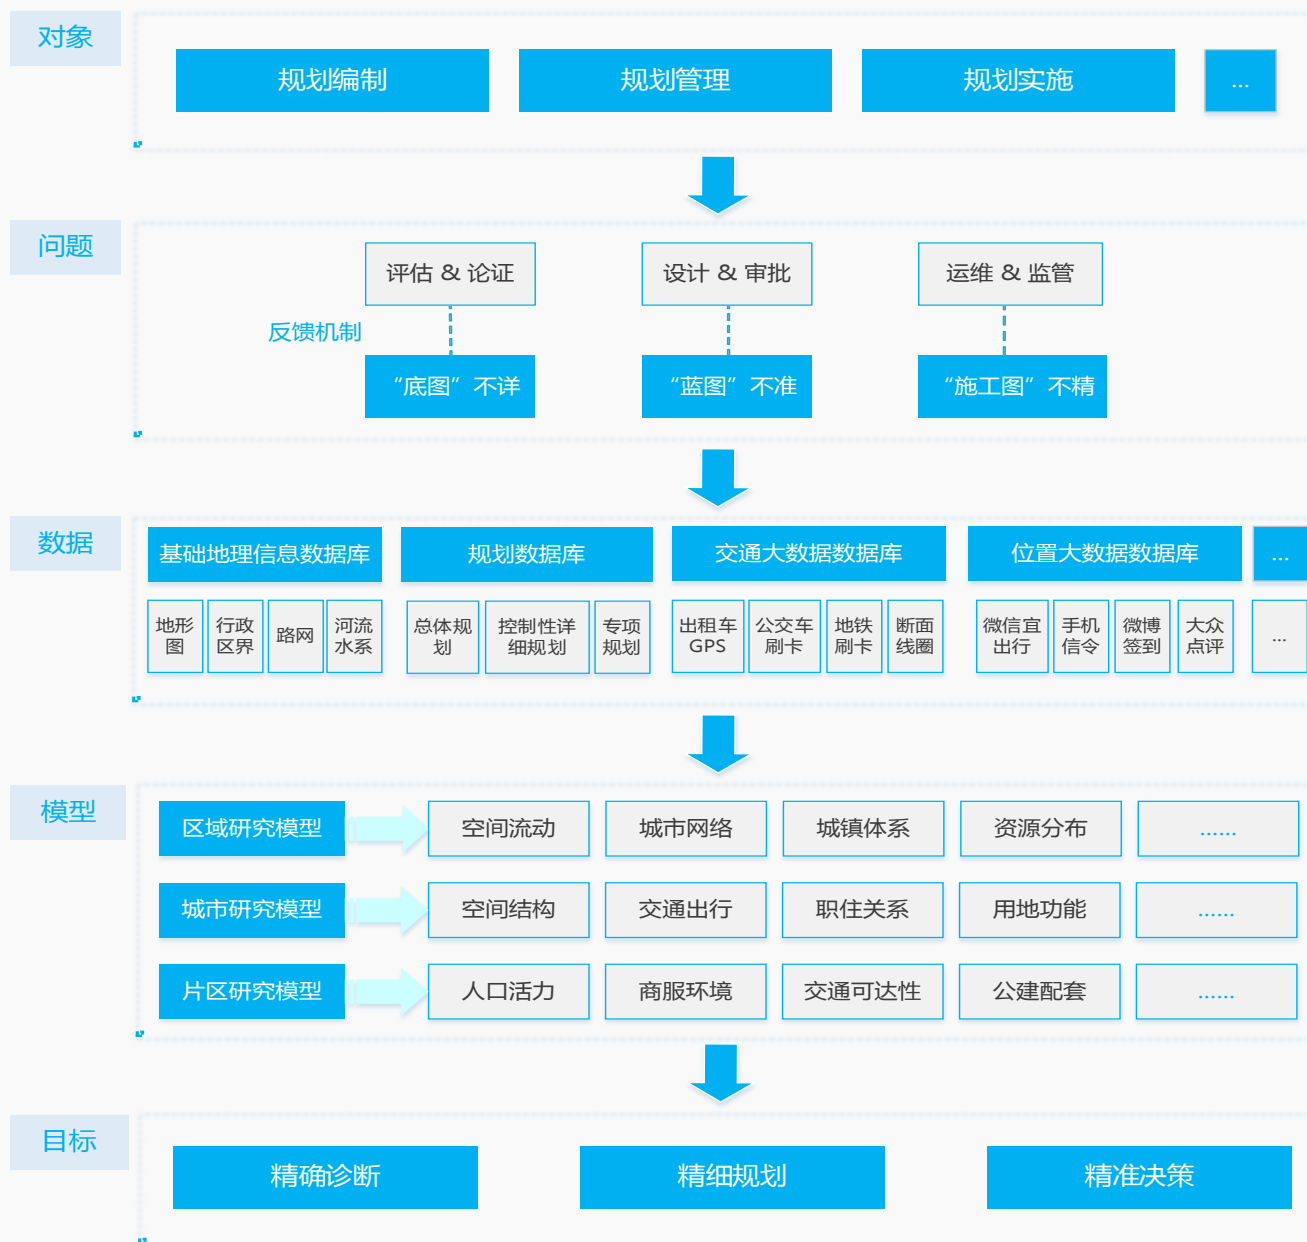 对象
规划编制
规划管理
规划实施
...
问题
评估 & 论证
设计 & 审批
运维 & 监管
反馈机制
“底图”不详
“蓝图”不准
“施工图”不精
数据
基础地理信息数据库
规划数据库
交通大数据数据库
位置大数据数据库
...
地形
图
行政
区界
路网
河流
水系
总体规
划
控制性详
细规划
专项
规划
出租车
GPS
公交车
刷卡
地铁
刷卡
断面
线圈
微信宜
出行
手机
信令
微博
签到
大众
点评
...
模型
区域研究模型
空间流动
城市网络
城镇体系
资源分布
......
城市研究模型
空间结构
交通出行
职住关系
用地功能
......
片区研究模型
人口活力
商服环境
交通可达性
公建配套
......
目标
精确诊断
精细规划
精准决策